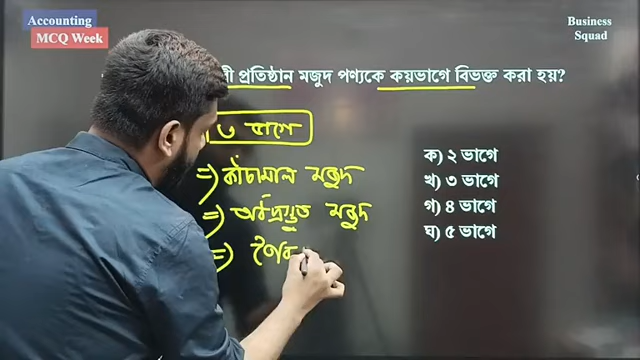 Accounting
MCQ Week
Business
Squad
প্রতিষ্ঠান মজুদ পণ্যকে কয়ভাগে বিভক্ত করা হয়?
৩ ভাগে
=) কাঁচামাল মজুদ
=) অর্ধপ্রস্তুত মজুদ
=) তৈরি
ক) ২ ভাগে
খ) ৩ ভাগে
গ) ৪ ভাগে
ঘ) ৫ ভাগে